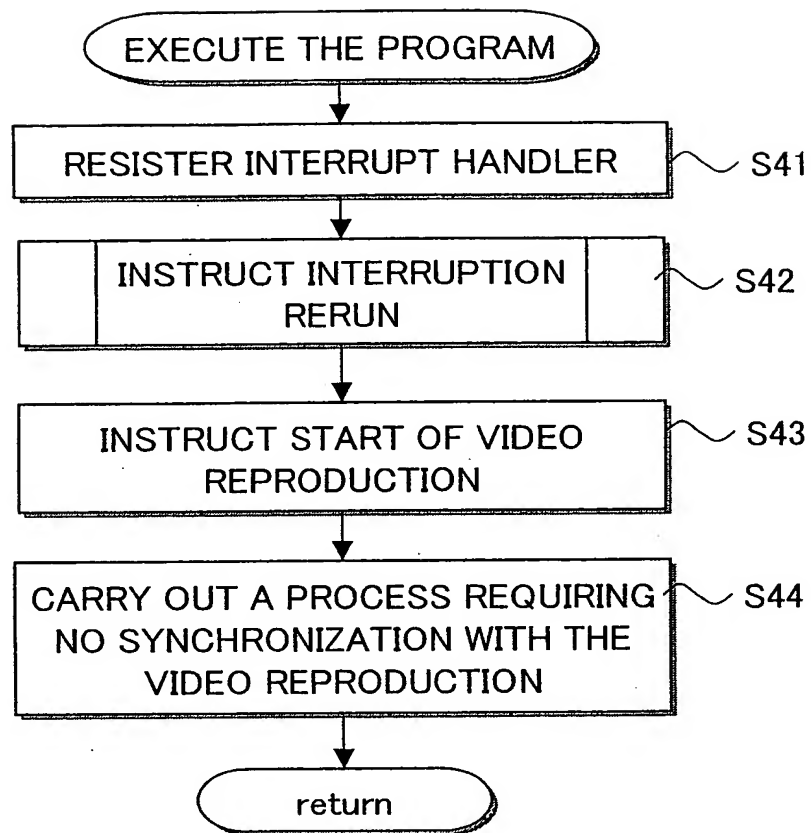 EXECUTE THE PROGRAM
RESISTER INTERRUPT HANDLER
S41
INSTRUCT INTERRUPTION
RERUN
S42
INSTRUCT START OF VIDEO
REPRODUCTION
S43
CARRY OUT A PROCESS REQUIRING
NO SYNCHRONIZATION WITH THE
VIDEO REPRODUCTION
S44
return